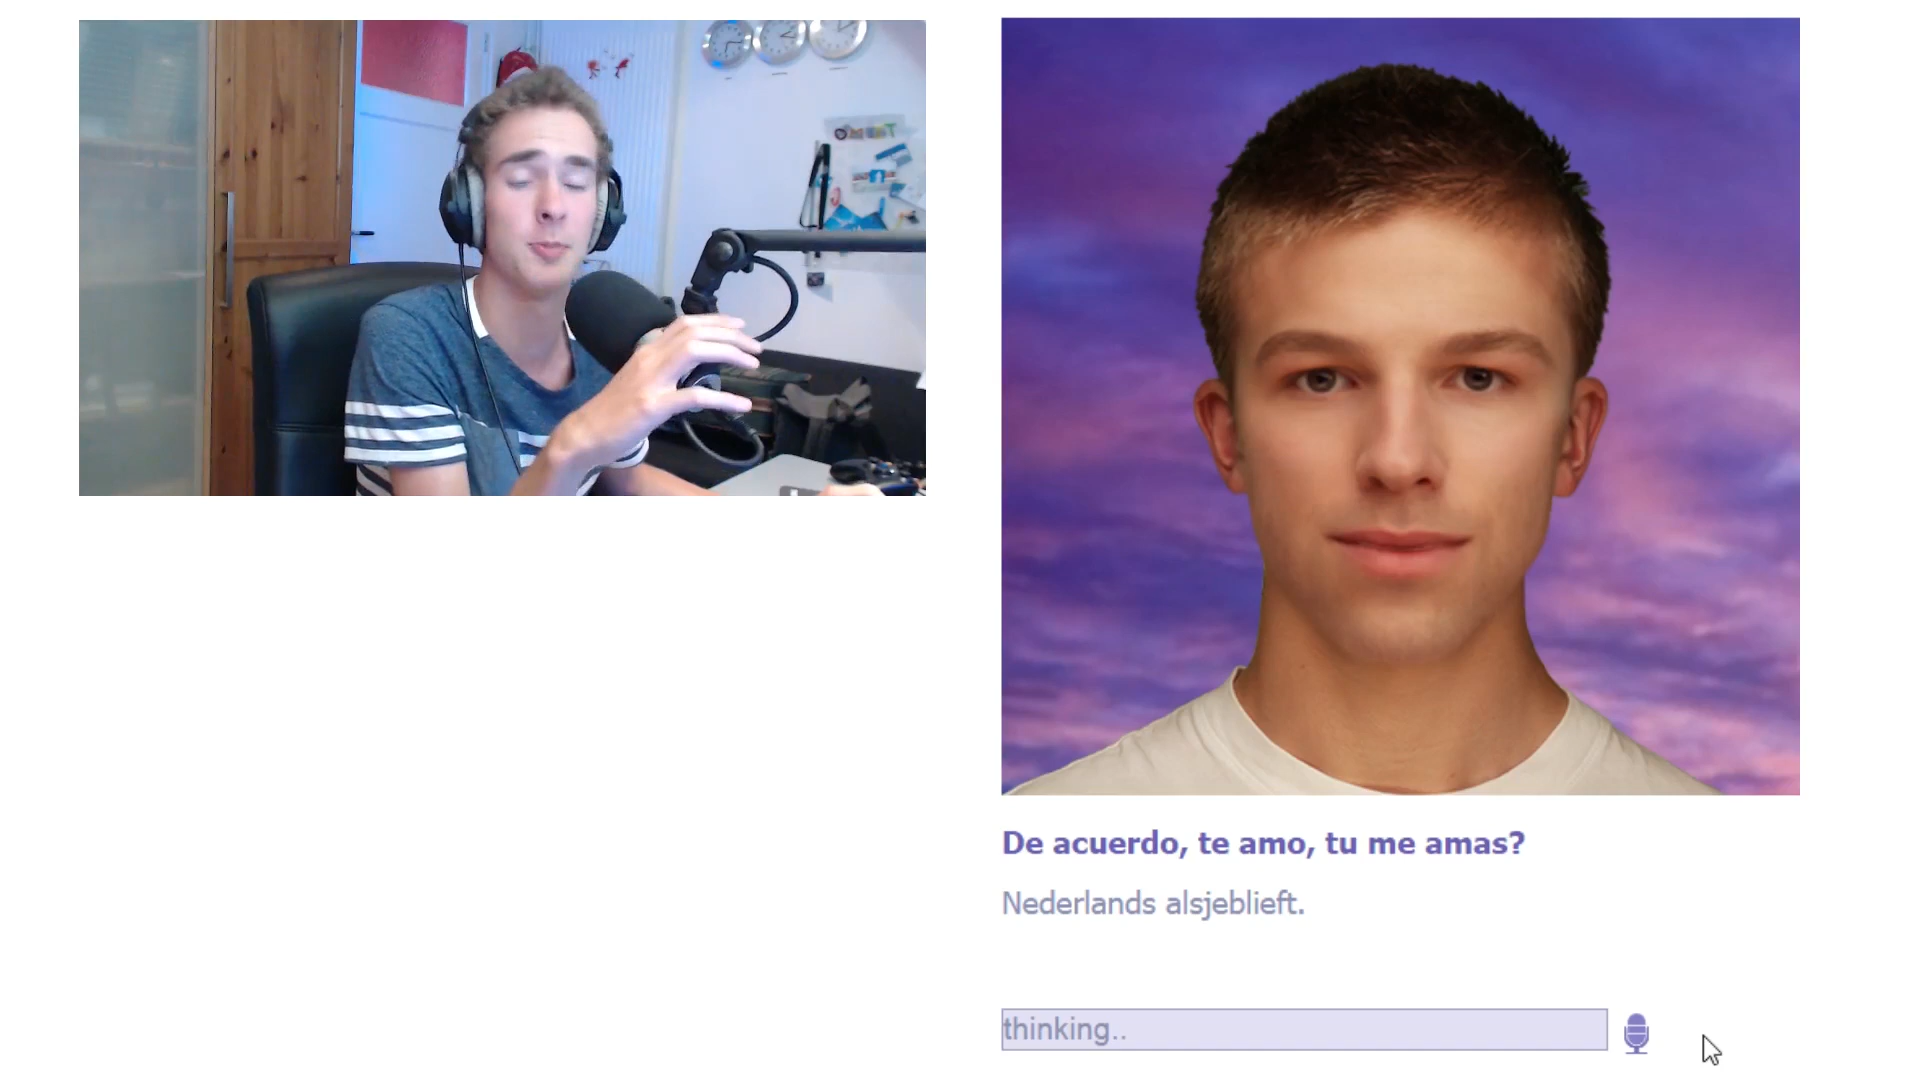 De acuerdo, te amo, tu me amas?
Nederlands alsjeblieft.
thinking..